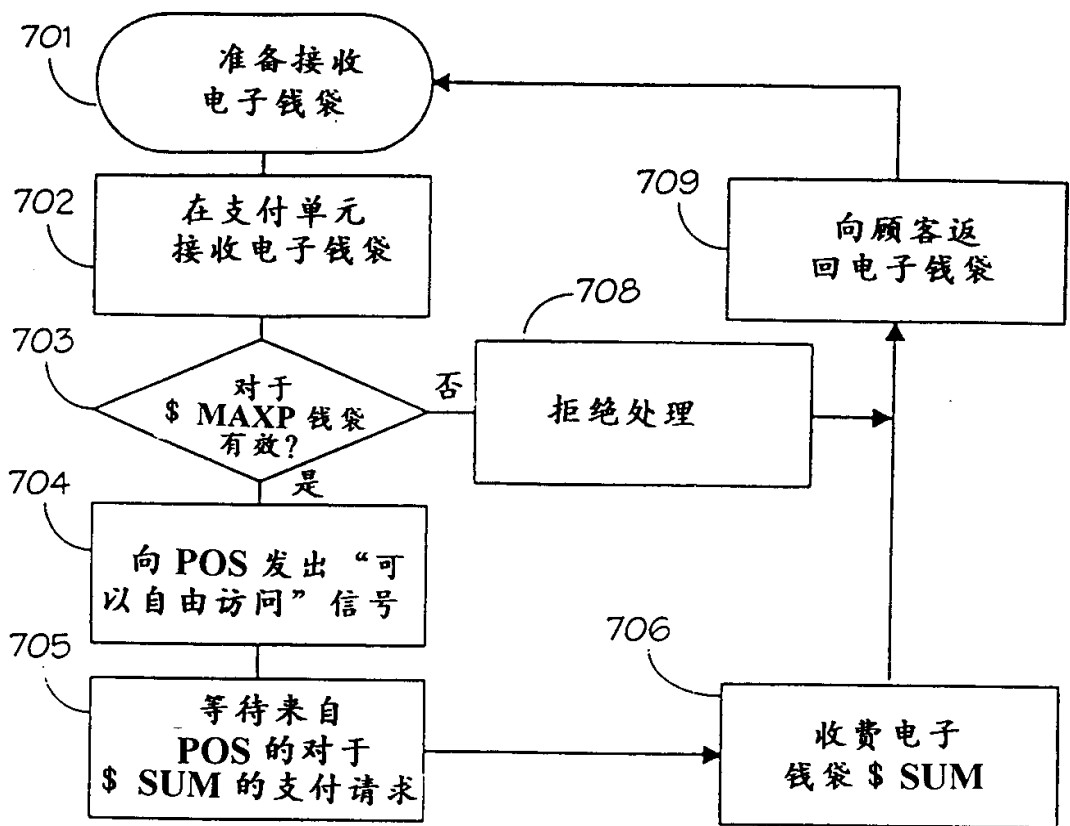 701
准备接收
电子钱袋
702
在支付单元
接收电子钱袋
709
向顾客返
回电子钱袋
703
对于
$ MAXP 钱袋
有效?
否
是
708
拒绝处理
704
向 POS 发出“可
以自由访问”信号
705
等待来自
POS 的对于
$ SUM 的支付请求
706
收费电子
钱袋 $ SUM